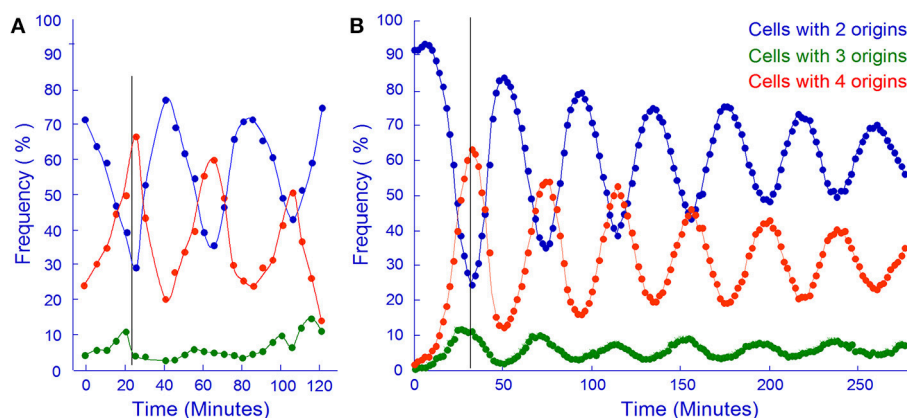 A
100
90
80
70
60
50
40
30
20
10
0
Frequency ( % )
0 20 40 60 80 100 120
Time (Minutes)
B
100
90
80
70
60
50
40
30
20
10
0
Frequency ( % )
0 50 100 150 200 250
Time (Minutes)
Cells with 2 origins
Cells with 3 origins
Cells with 4 origins